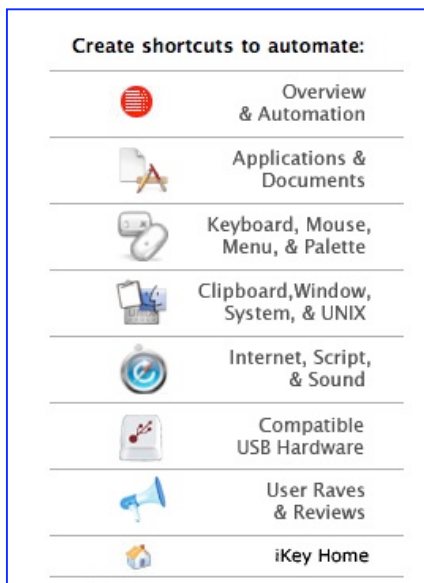 Create shortcuts to automate:
Overview
& Automation
Applications &
Documents
Keyboard, Mouse,
Menu, & Palette
Clipboard,Window,
System, & UNIX
Internet, Script,
& Sound
Compatible
USB Hardware
User Raves
& Reviews
iKey Home